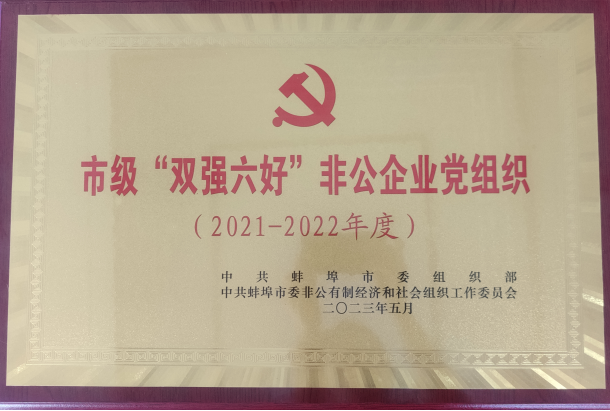 市级“双强六好”非公企业党组织
（2021-2022年度）
中共蚌埠市委组织部
中共蚌埠市委非公有制经济和社会组织工作委员会
二〇二三年五月